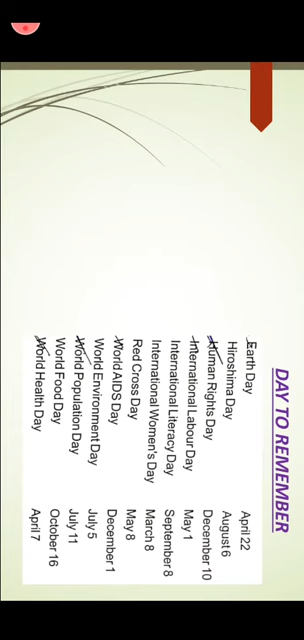 DAY TO REMEMBER
Earth Day April 22
Hiroshima Day August 6
Human Rights Day December 10
International Labour Day May 1
International Literacy Day September 8
International Women's Day March 8
Red Cross Day May 8
World AIDS Day December 1
World Environment Day July 5
World Population Day July 11
World Food Day October 16
World Health Day April 7